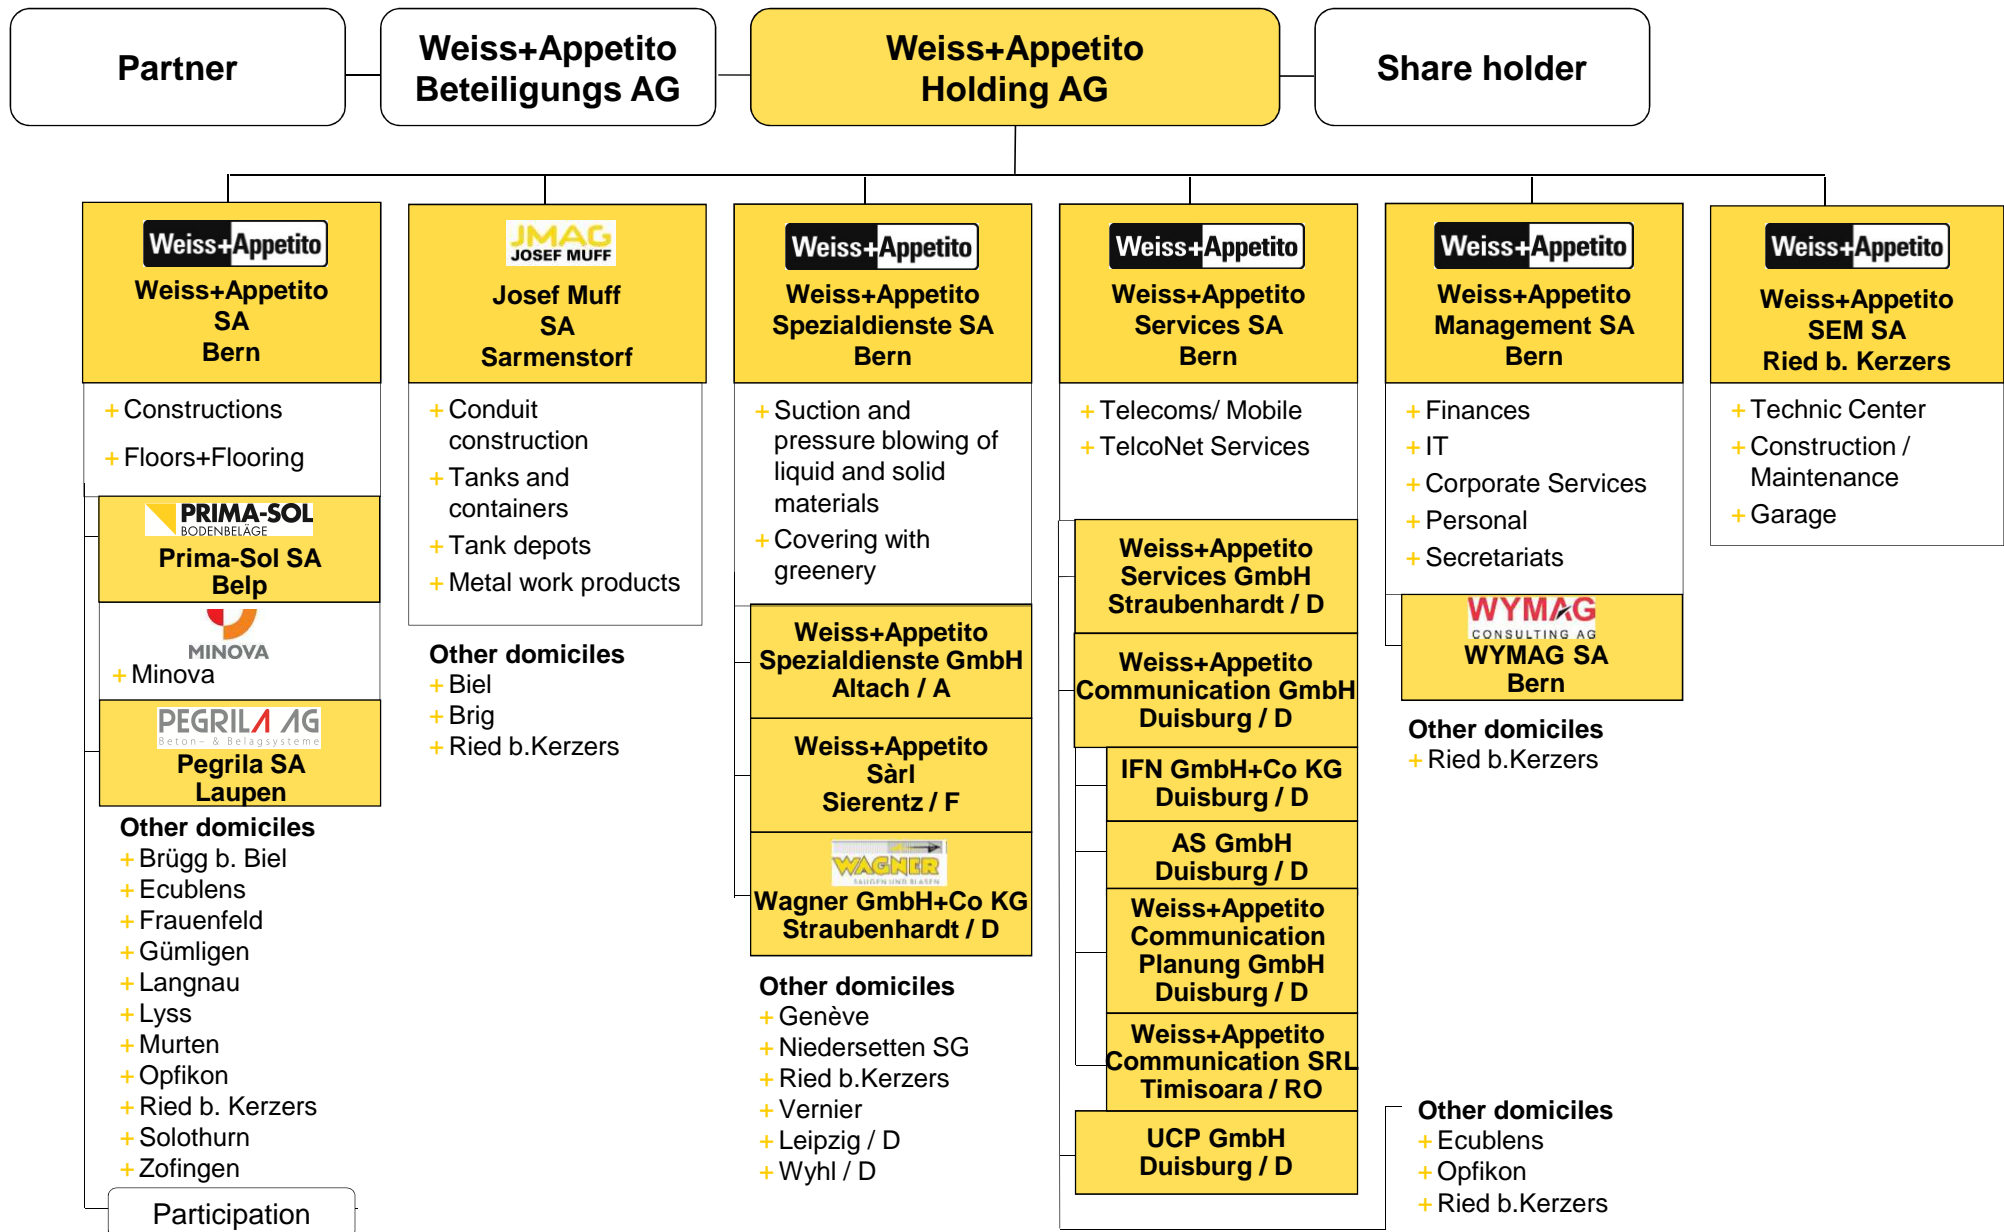 Partner
Weiss+Appetito
Beteiligungs AG
Weiss+Appetito
Holding AG
Share holder
Weiss+Appetito
Weiss+Appetito
SA
Bern
+ Constructions
+ Floors+Flooring
PRIMA-SOL
BODENBELÄGE
Prima-Sol SA
Belp
MINOVA
+ Minova
PEGRILA AG
Beton- & Belagsysteme
Pegrila SA
Laupen
Other domiciles
+ Brügg b. Biel
+ Ecublens
+ Frauenfeld
+ Gümligen
+ Langnau
+ Lyss
+ Murten
+ Opfikon
+ Ried b. Kerzers
+ Solothurn
+ Zofingen
Participation
JMAG
JOSEF MUFF
Josef Muff
SA
Sarmenstorf
+ Conduit
construction
+ Tanks and
containers
+ Tank depots
+ Metal work products
Other domiciles
+ Biel
+ Brig
+ Ried b.Kerzers
Weiss+Appetito
Weiss+Appetito
Spezialdienste SA
Bern
+ Suction and
pressure blowing of
liquid and solid
materials
+ Covering with
greenery
Weiss+Appetito
Spezialdienste GmbH
Altach / A
Weiss+Appetito
Sàrl
Sierentz / F
WAGNER
SAUGEN UND BLASEN
Wagner GmbH+Co KG
Straubenhardt / D
Other domiciles
+ Genève
+ Niedersetten SG
+ Ried b.Kerzers
+ Vernier
+ Leipzig / D
+ Wyhl / D
Weiss+Appetito
Weiss+Appetito
Services SA
Bern
+ Telecoms/ Mobile
+ TelcoNet Services
Weiss+Appetito
Services GmbH
Straubenhardt / D
Weiss+Appetito
Communication GmbH
Duisburg / D
IFN GmbH+Co KG
Duisburg / D
AS GmbH
Duisburg / D
Weiss+Appetito
Communication
Planung GmbH
Duisburg / D
Weiss+Appetito
Communication SRL
Timisoara / RO
UCP GmbH
Duisburg / D
Other domiciles
+ Ecublens
+ Opfikon
+ Ried b.Kerzers
Weiss+Appetito
Weiss+Appetito
Management SA
Bern
+ Finances
+ IT
+ Corporate Services
+ Personal
+ Secretariats
WYMAG
CONSULTING AG
WYMAG SA
Bern
Other domiciles
+ Ried b.Kerzers
Weiss+Appetito
Weiss+Appetito
SEM SA
Ried b. Kerzers
+ Technic Center
+ Construction /
Maintenance
+ Garage